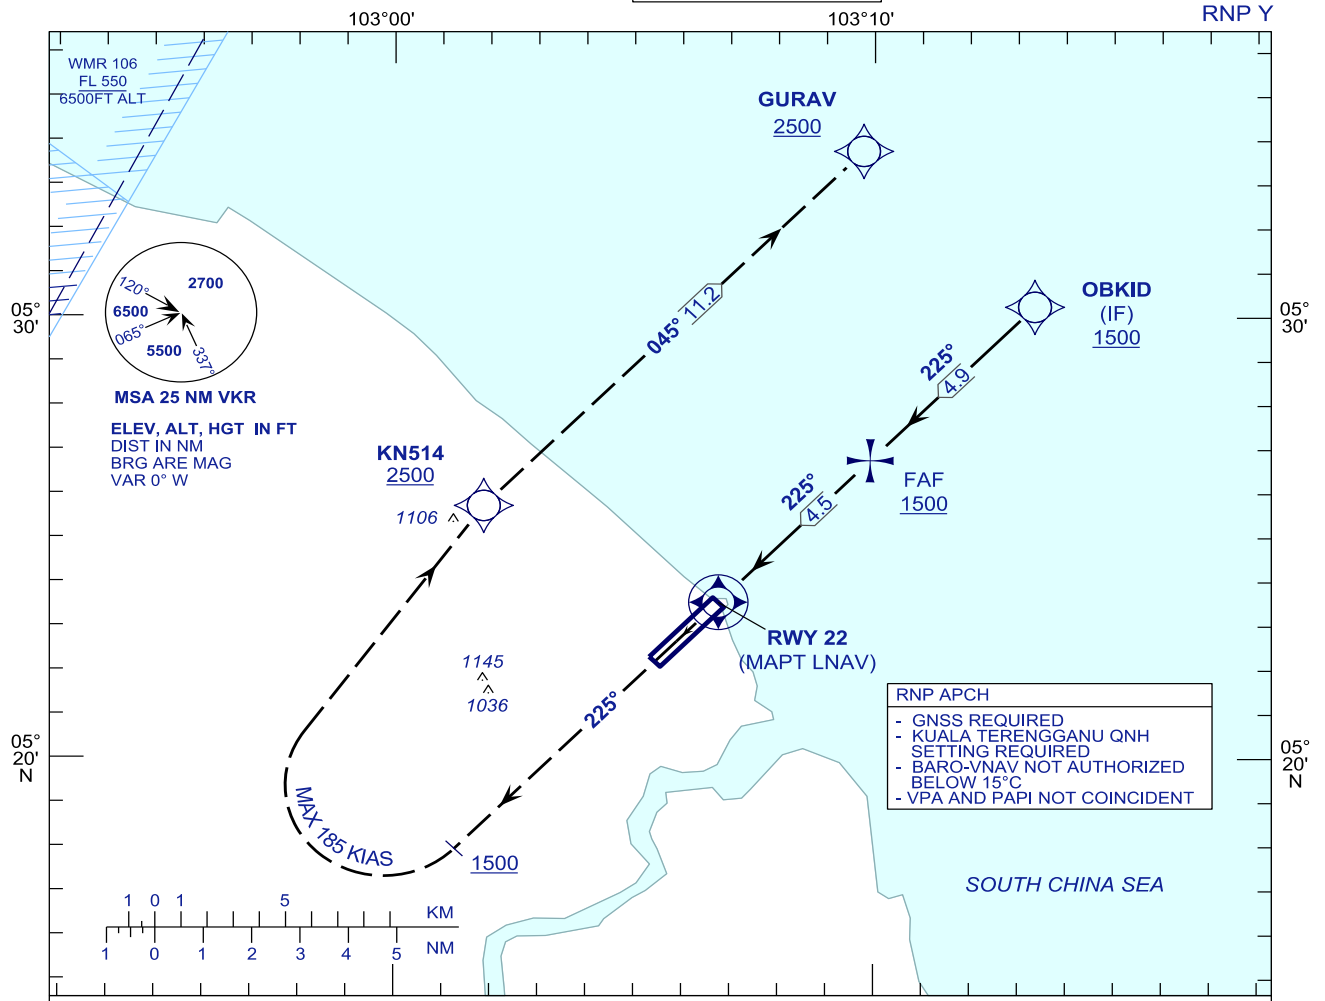 RNP Y
103°00'
103°10'
WMR 106
FL 550
6500FT ALT
GURAV
2500
05°
30'
120°
2700
6500
065°
5500
337°
MSA 25 NM VKR
ELEV, ALT, HGT IN FT
DIST IN NM
BRG ARE MAG
VAR 0° W
045° 11.2
OBKID
(IF)
1500
05°
30'
225°
4.9
KN514
2500
1106
225°
4.5
FAF
1500
RWY 22
(MAPT LNAV)
1145
1036
225°
RNP APCH
- GNSS REQUIRED
- KUALA TERENGGANU QNH
SETTING REQUIRED
- BARO-VNAV NOT AUTHORIZED
BELOW 15°C
- VPA AND PAPI NOT COINCIDENT
05°
20'
N
05°
20'
N
MAX 185 KIAS
1500
SOUTH CHINA SEA
1 0 1 5 KM
1 0 1 2 3 4 5 NM